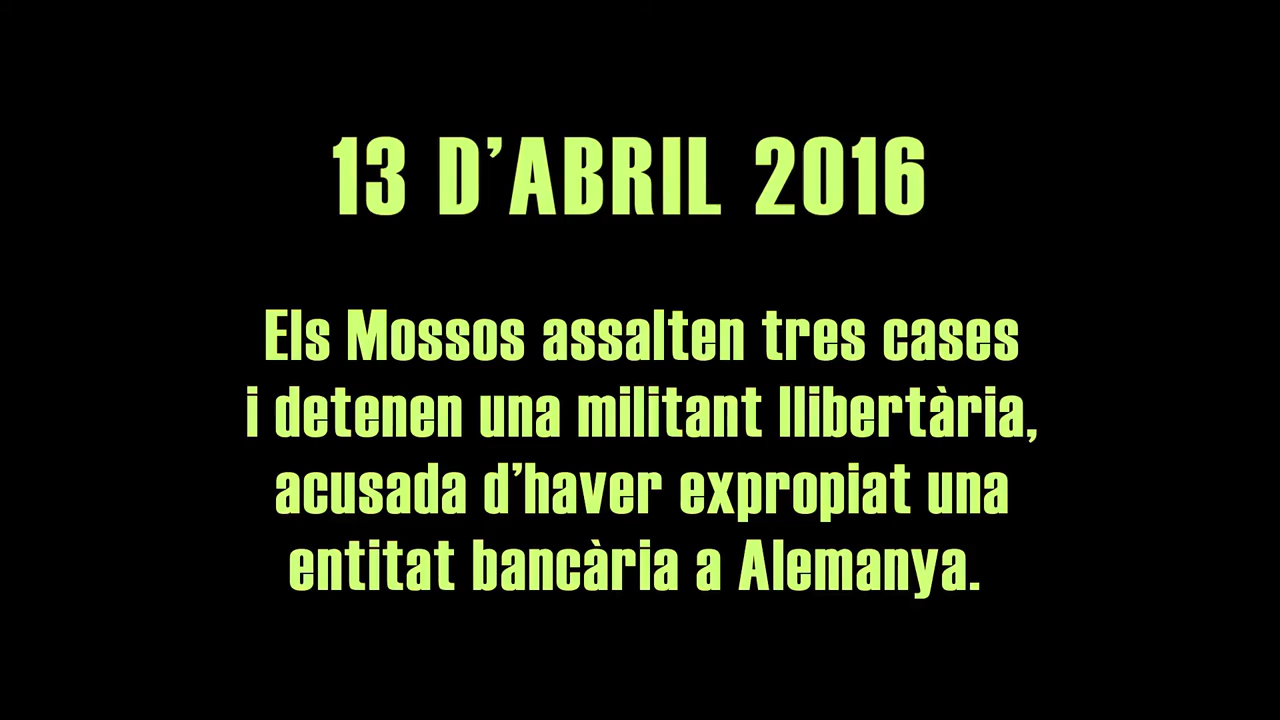 13 D’ABRIL 2016
Els Mossos assalten tres cases
i detenen una militant llibertària,
acusada d’haver expropiat una
entitat bancària a Alemanya.